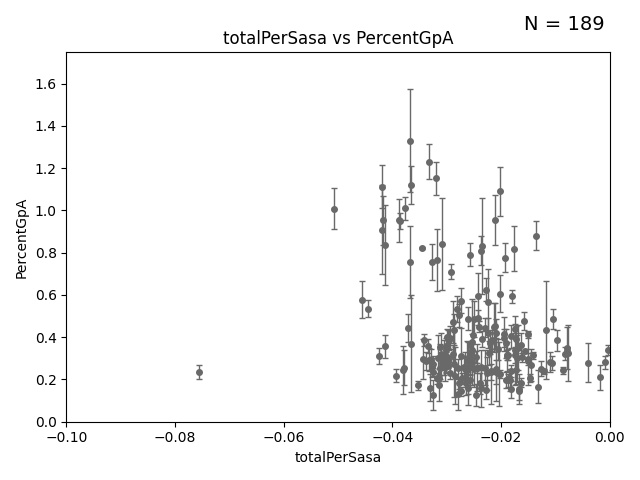 N = 189
totalPerSasa vs PercentGpA
PercentGpA
1.6
1.4
1.2
1.0
0.8
0.6
0.4
0.2
0.0
−0.10 −0.08 −0.06 −0.04 −0.02 0.00
totalPerSasa